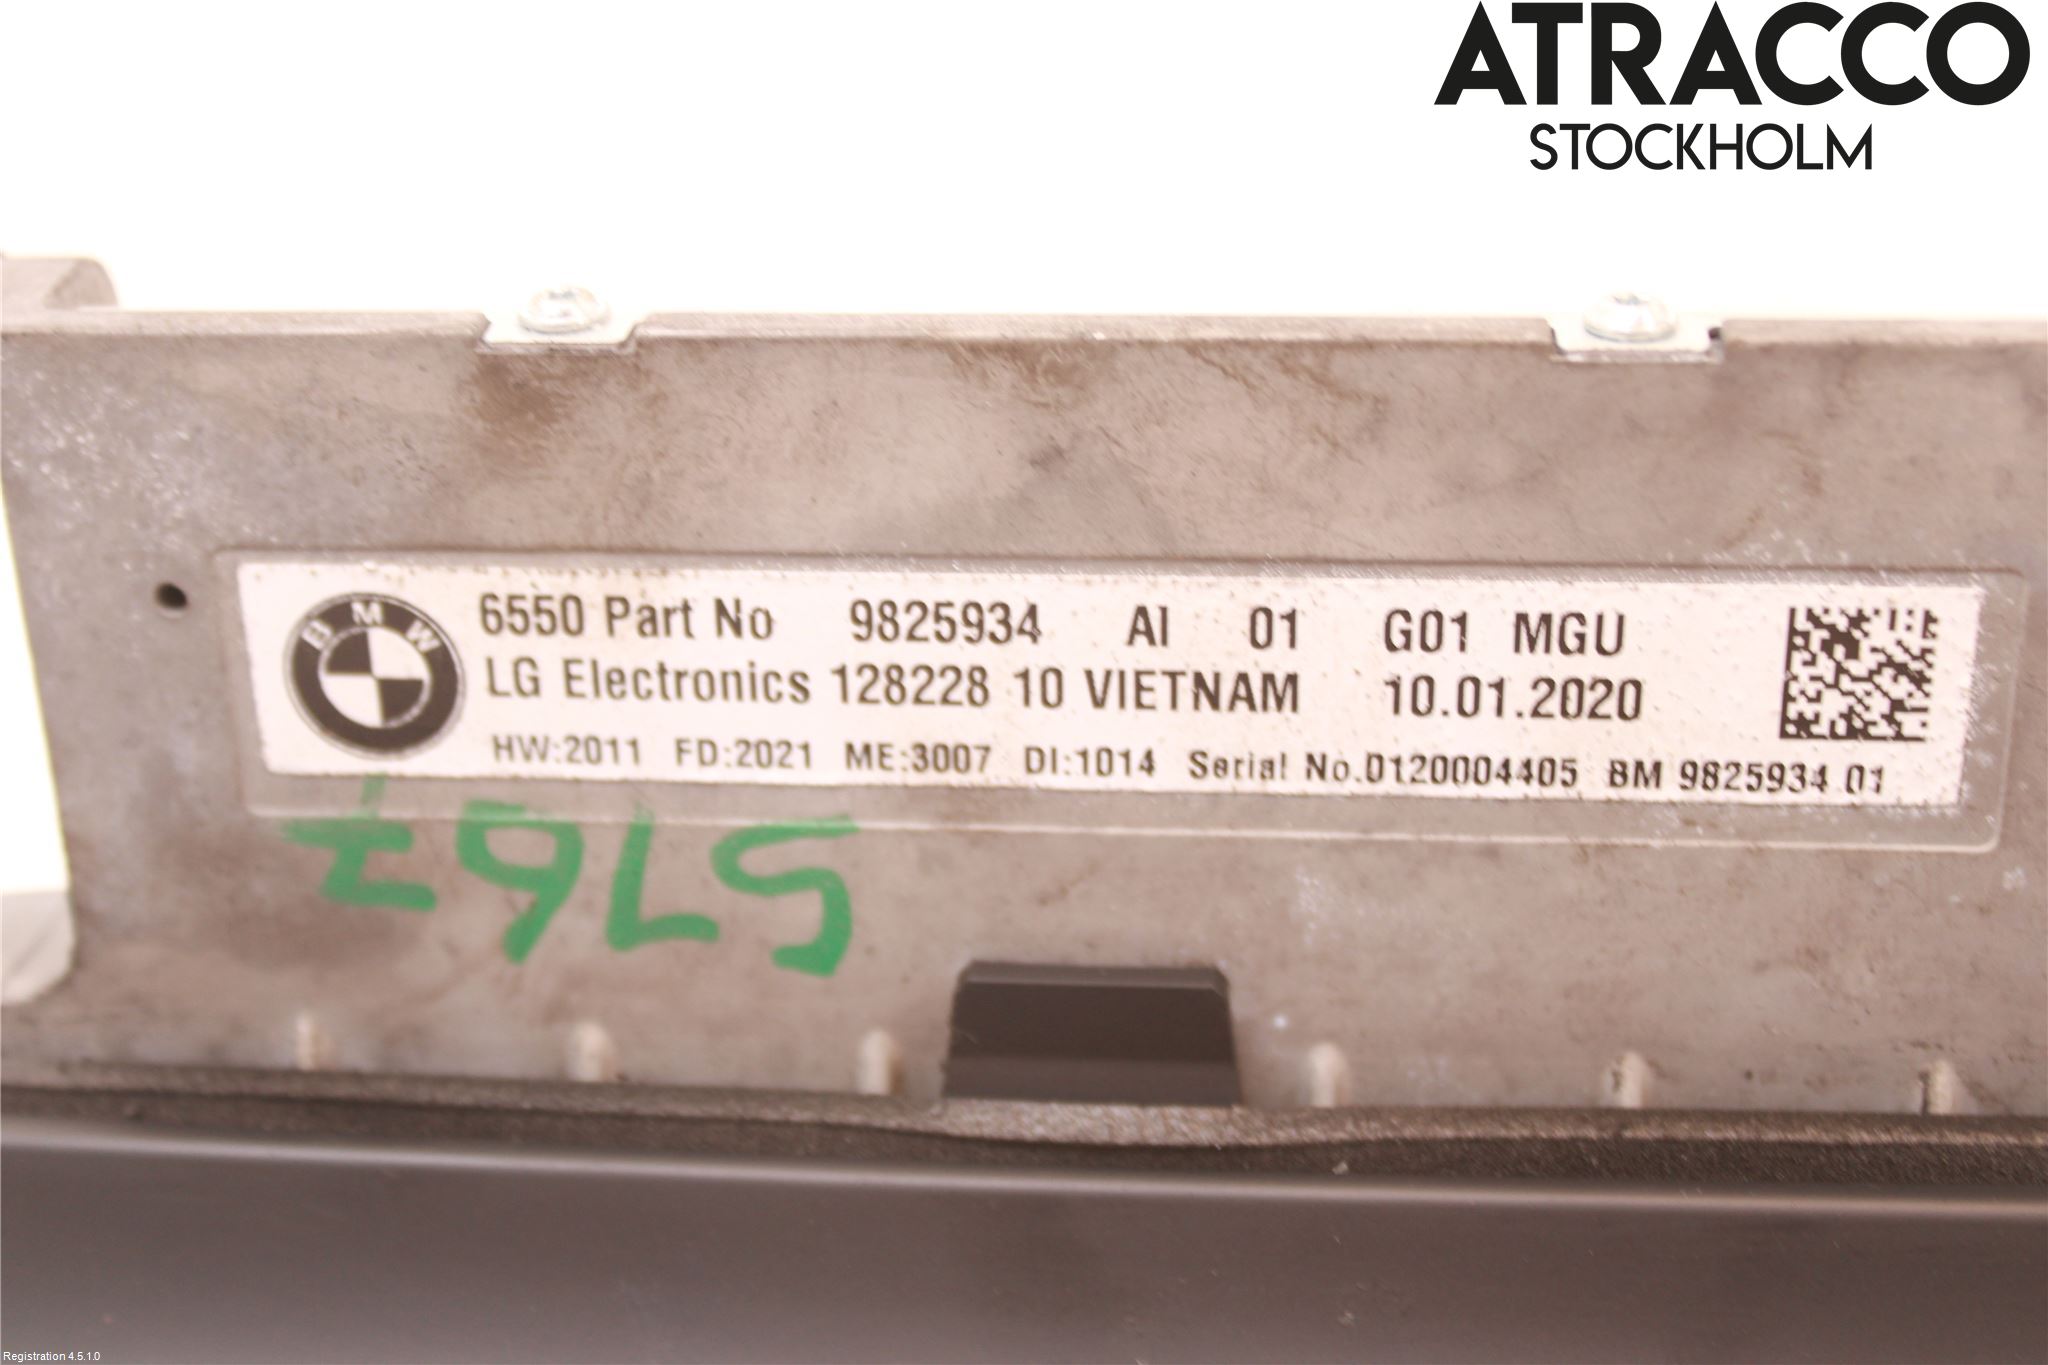 ATRACCO
STOCKHOLM
BMW
6550 Part No 9825934 AI 01 G01 MGU
LG Electronics 128228 10 VIETNAM 10.01.2020
HW:2011 FD:2021 ME:3007 DI:1014 Serial No.0120004405 BM 9825934 01
5767
Registration 4.5.1.0